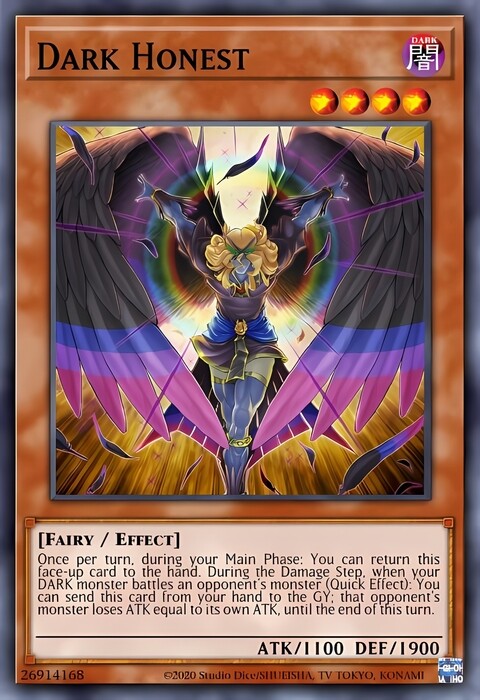 DARK HONEST
DARK
闇
[FAIRY / EFFECT]
Once per turn, during your Main Phase: You can return this
face-up card to the hand. During the Damage Step, when your
DARK monster battles an opponent's monster (Quick Effect): You
can send this card from your hand to the GY; that opponent's
monster loses ATK equal to its own ATK, until the end of this turn.
ATK/1100 DEF/1900
26914168 ©2020 Studio Dice/SHUEISHA, TV TOKYO, KONAMI